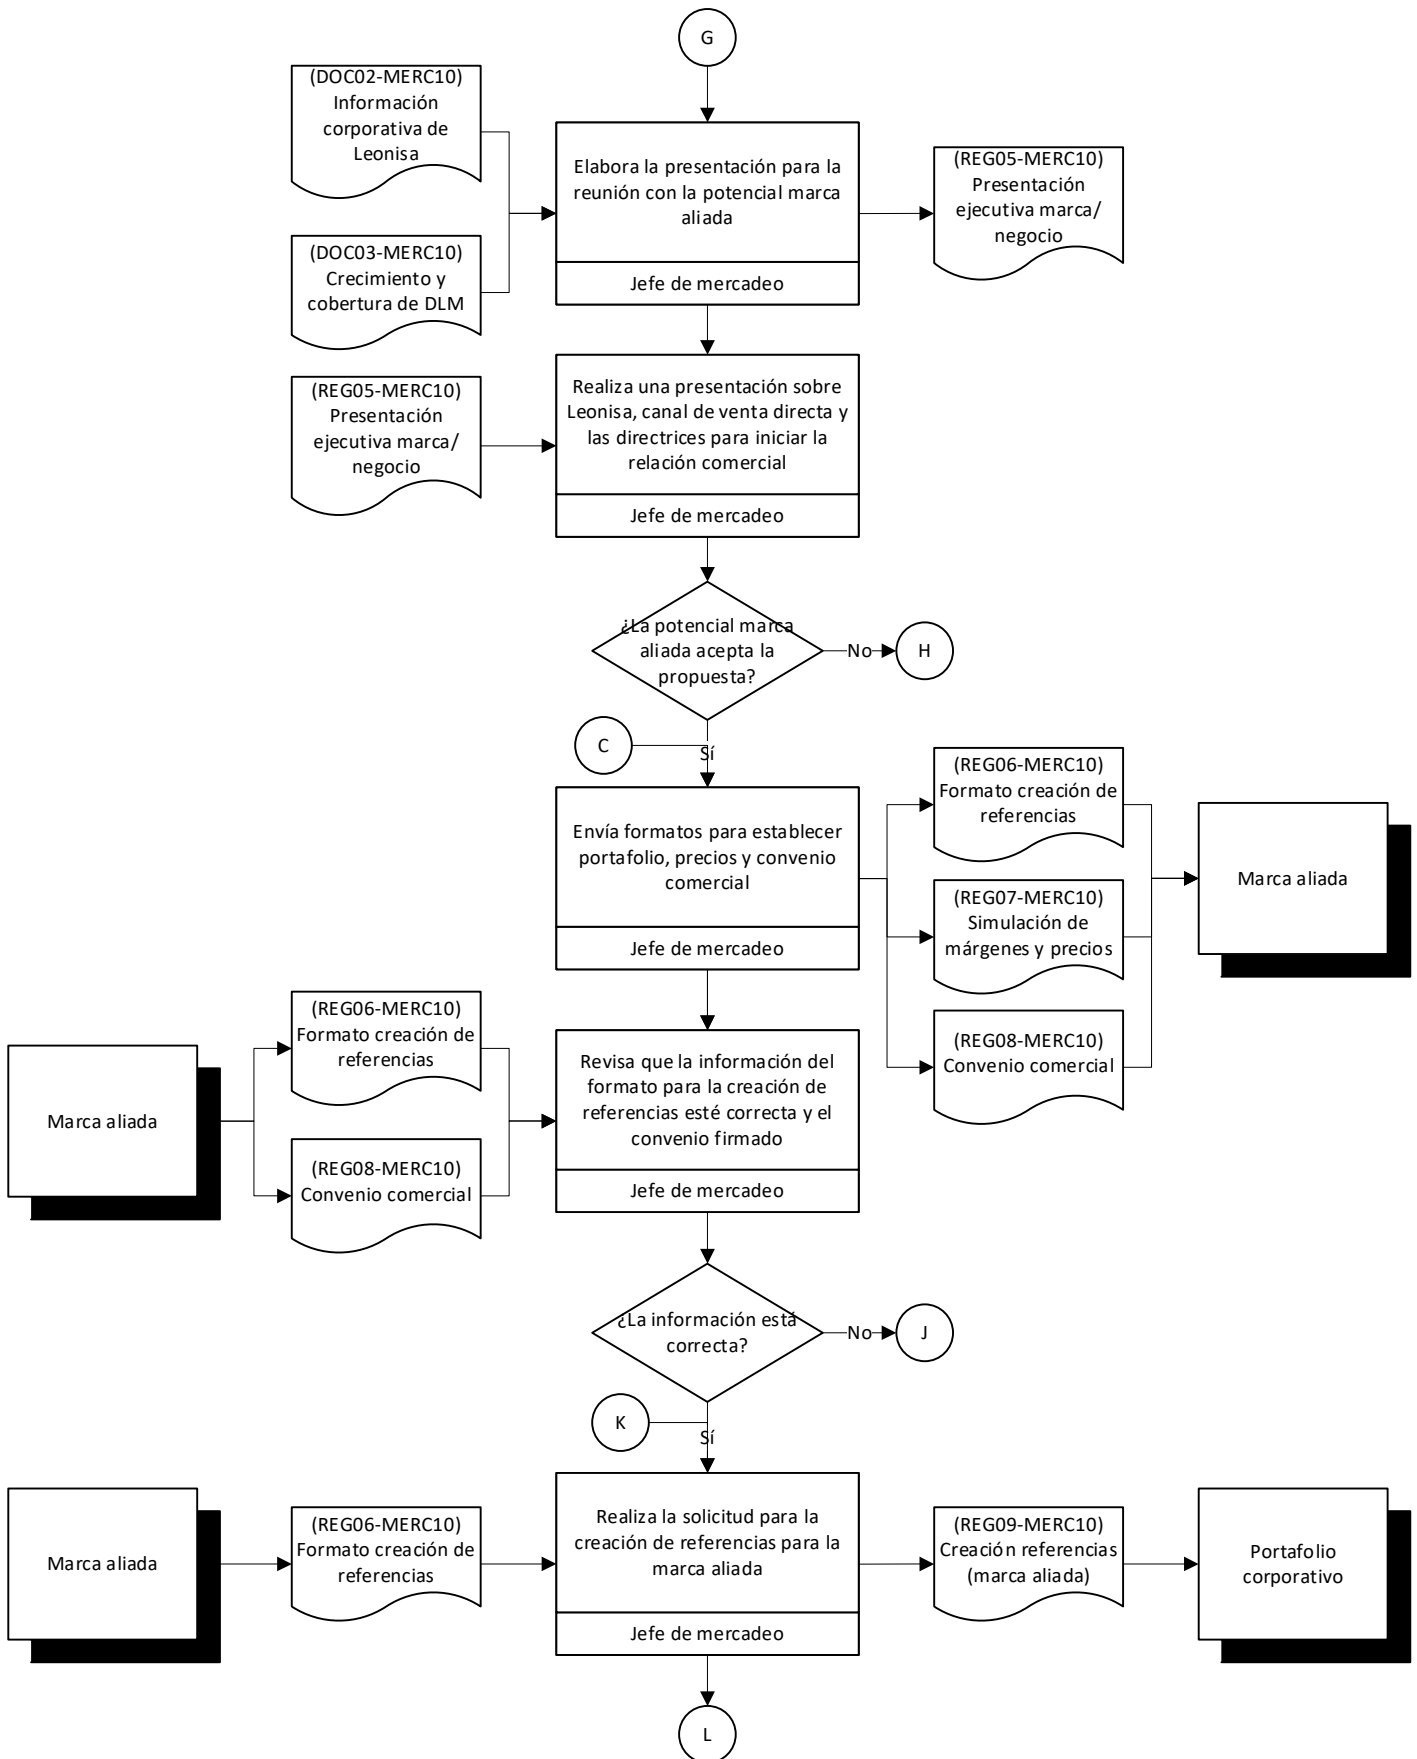 G
(DOC02-MERC10)
Información
corporativa de
Leonisa
Elabora la presentación para la
reunión con la potencial marca
aliada
Jefe de mercadeo
(REG05-MERC10)
Presentación
ejecutiva marca/
negocio
(DOC03-MERC10)
Crecimiento y
cobertura de DLM
(REG05-MERC10)
Presentación
ejecutiva marca/
negocio
Realiza una presentación sobre
Leonisa, canal de venta directa y
las directrices para iniciar la
relación comercial
Jefe de mercadeo
¿La potencial marca
aliada acepta la
propuesta?
No
H
C
Sí
Envía formatos para establecer
portafolio, precios y convenio
comercial
Jefe de mercadeo
(REG06-MERC10)
Formato creación de
referencias
(REG07-MERC10)
Simulación de
márgenes y precios
(REG08-MERC10)
Convenio comercial
Marca aliada
Marca aliada
(REG06-MERC10)
Formato creación de
referencias
(REG08-MERC10)
Convenio comercial
Revisa que la información del
formato para la creación de
referencias esté correcta y el
convenio firmado
Jefe de mercadeo
¿La información está
correcta?
No
J
K
Sí
Marca aliada
(REG06-MERC10)
Formato creación de
referencias
Realiza la solicitud para la
creación de referencias para la
marca aliada
Jefe de mercadeo
(REG09-MERC10)
Creación referencias
(marca aliada)
Portafolio
corporativo
L